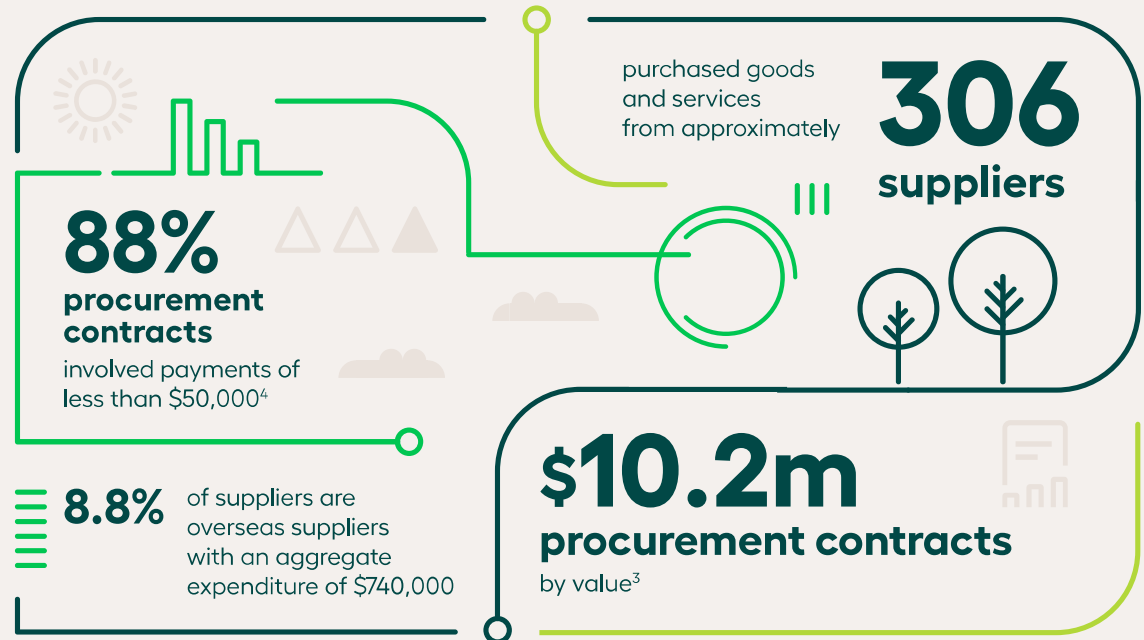 purchased goods
and services
from approximately
306
suppliers
88%
procurement
contracts
involved payments of
less than $50,000⁴
8.8%
of suppliers are
overseas suppliers
with an aggregate
expenditure of $740,000
$10.2m
procurement contracts
by value³